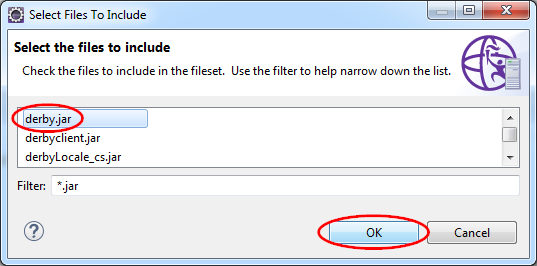 Select Files To Include
Select the files to include
Check the files to include in the fileset. Use the filter to help narrow down the list.
derby.jar
derbyclient.jar
derbyLocale_cs.jar
Filter: *.jar
? OK Cancel